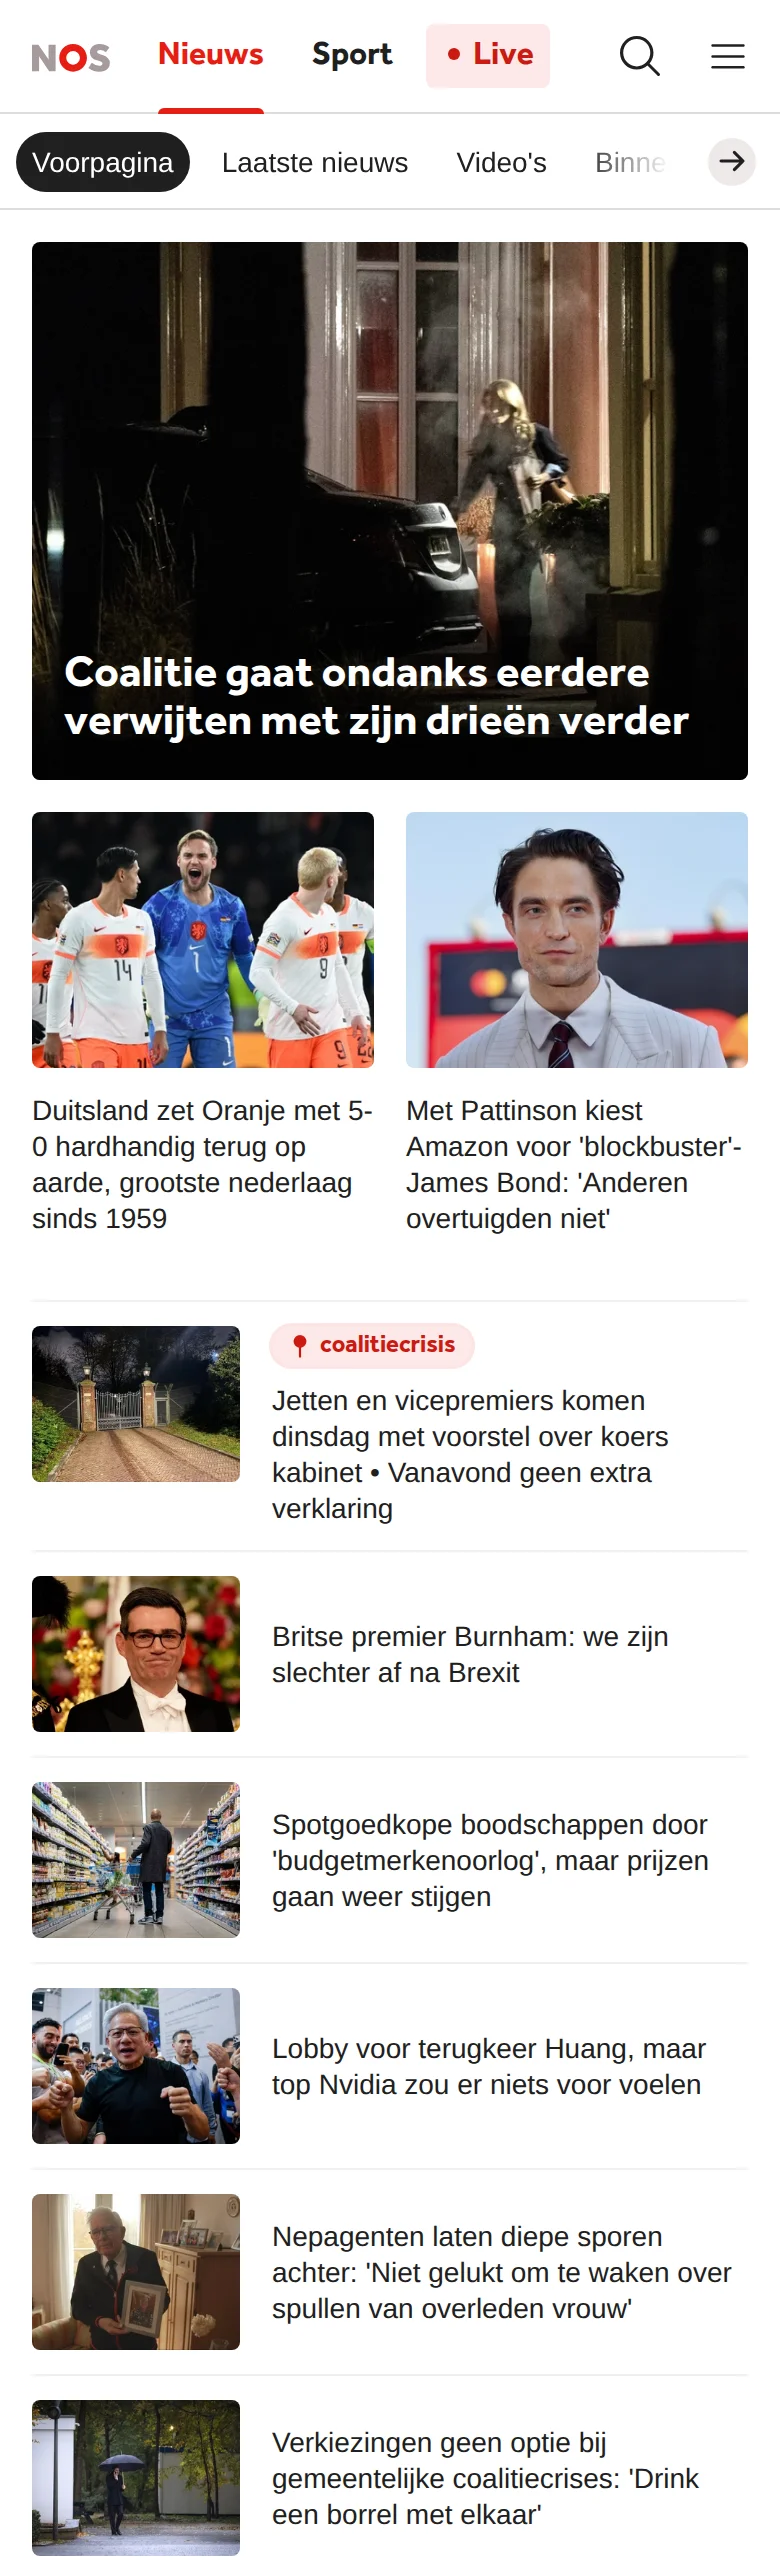 NOS
Nieuws
Sport
Live
Voorpagina
Laatste nieuws
Video's
Binne
Coalitie gaat ondanks eerdere
verwijten met zijn drieën verder
14
1
1
9
9
Duitsland zet Oranje met 5-
0 hardhandig terug op
aarde, grootste nederlaag
sinds 1959
Met Pattinson kiest
Amazon voor 'blockbuster'-
James Bond: 'Anderen
overtuigden niet'
coalitiecrisis
Jetten en vicepremiers komen
dinsdag met voorstel over koers
kabinet • Vanavond geen extra
verklaring
Britse premier Burnham: we zijn
slechter af na Brexit
Spotgoedkope boodschappen door
'budgetmerkenoorlog', maar prijzen
gaan weer stijgen
Lobby voor terugkeer Huang, maar
top Nvidia zou er niets voor voelen
Nepagenten laten diepe sporen
achter: 'Niet gelukt om te waken over
spullen van overleden vrouw'
Verkiezingen geen optie bij
gemeentelijke coalitiecrises: 'Drink
een borrel met elkaar'